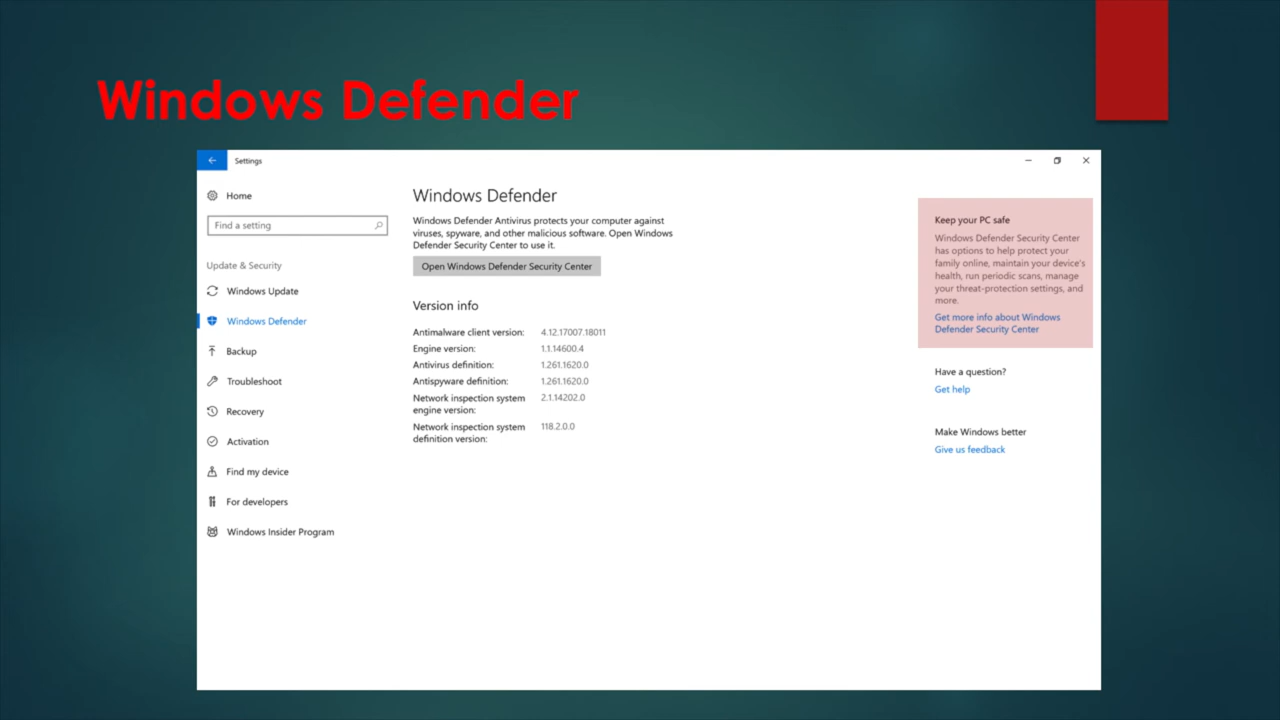 Windows Defender
Settings
Home
Find a setting
Update & Security
Windows Update
Windows Defender
Backup
Troubleshoot
Recovery
Activation
Find my device
For developers
Windows Insider Program
Windows Defender
Windows Defender Antivirus protects your computer against
viruses, spyware, and other malicious software. Open Windows
Defender Security Center to use it.
Open Windows Defender Security Center
Version info
Antimalware client version: 4.12.17007.18011
Engine version: 1.1.14600.4
Antivirus definition: 1.261.1620.0
Antispyware definition: 1.261.1620.0
Network inspection system 2.1.14202.0
engine version:
Network inspection system 118.2.0.0
definition version:
Keep your PC safe
Windows Defender Security Center
has options to help protect your
family online, maintain your device's
health, run periodic scans, manage
your threat-protection settings, and
more.
Get more info about Windows
Defender Security Center
Have a question?
Get help
Make Windows better
Give us feedback